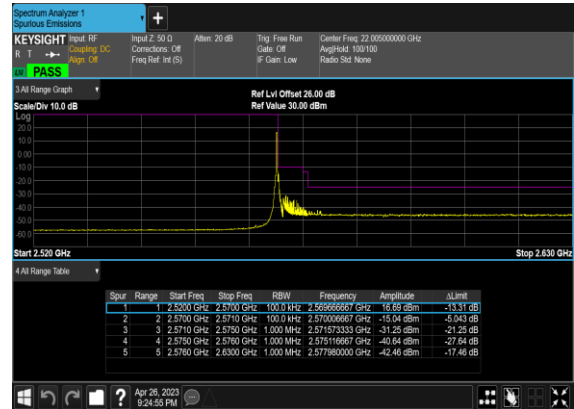 Spectrum Analyzer 1
Spurious Emissions
+
KEYSIGHT Input: RF Input Z: 50 Ω Atten: 20 dB Trig: Free Run Center Freq: 22.005000000 GHz
R T Coupling: DC Corrections: Off Gate: Off Avg|Hold: 100/100
Align: Off Freq Ref: Int (S) IF Gain: Low Radio Std: None
PASS
3 All Range Graph
Ref Lvl Offset 26.00 dB
Scale/Div 10.0 dB Ref Value 30.00 dBm
Log
20.0
10.0
0.00
-10.0
-20.0
-30.0
-40.0
-50.0
-60.0
Start 2.520 GHz Stop 2.630 GHz
4 All Range Table
Spur Range Start Freq Stop Freq RBW Frequency Amplitude ΔLimit
1 1 2.5200 GHz 2.5700 GHz 100.0 kHz 2.569666667 GHz 16.69 dBm -13.31 dB
2 2 2.5700 GHz 2.5710 GHz 100.0 kHz 2.570006667 GHz -15.04 dBm -5.043 dB
3 3 2.5710 GHz 2.5750 GHz 1.000 MHz 2.571573333 GHz -31.25 dBm -21.25 dB
4 4 2.5750 GHz 2.5760 GHz 1.000 MHz 2.575116667 GHz -40.64 dBm -27.64 dB
5 5 2.5760 GHz 2.6300 GHz 1.000 MHz 2.577980000 GHz -42.46 dBm -17.46 dB
?
Apr 26, 2023
9:24:55 PM